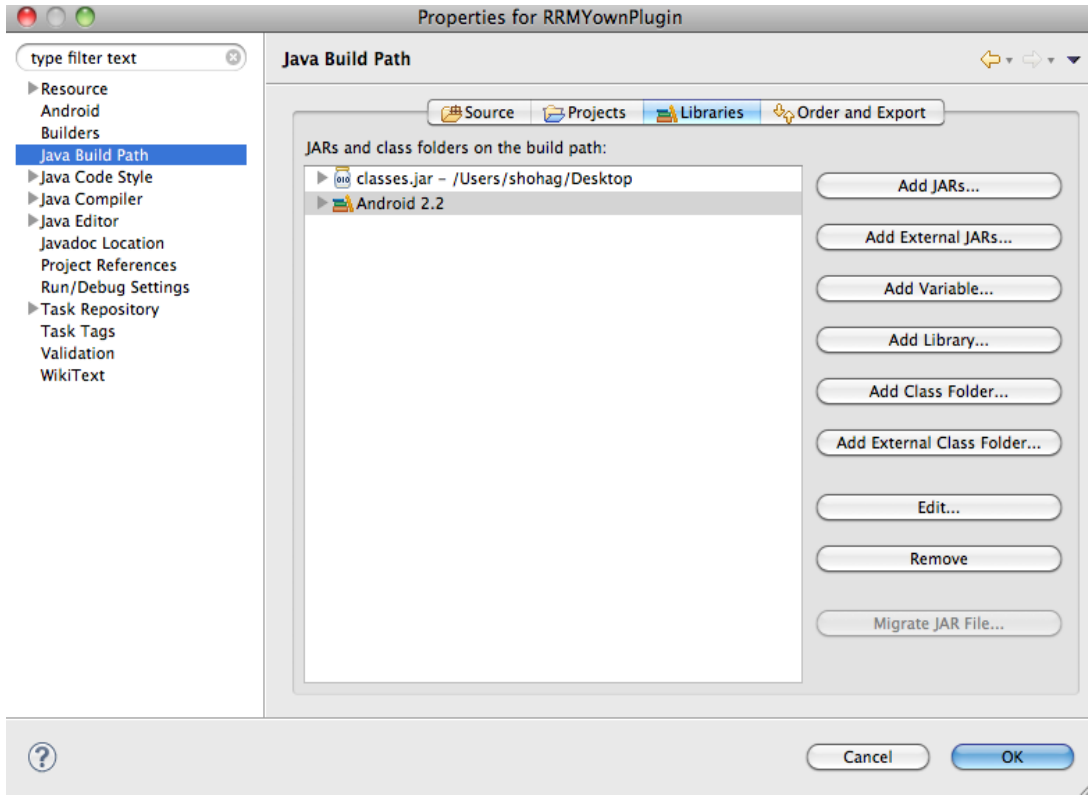 Properties for RRMYownPlugin
type filter text
Resource
Android
Builders
Java Build Path
Java Code Style
Java Compiler
Java Editor
Javadoc Location
Project References
Run/Debug Settings
Task Repository
Task Tags
Validation
WikiText
Java Build Path
Source Projects Libraries Order and Export
JARs and class folders on the build path:
classes.jar – /Users/shohag/Desktop
Android 2.2
Add JARs...
Add External JARs...
Add Variable...
Add Library...
Add Class Folder...
Add External Class Folder...
Edit...
Remove
Migrate JAR File...
?
Cancel OK